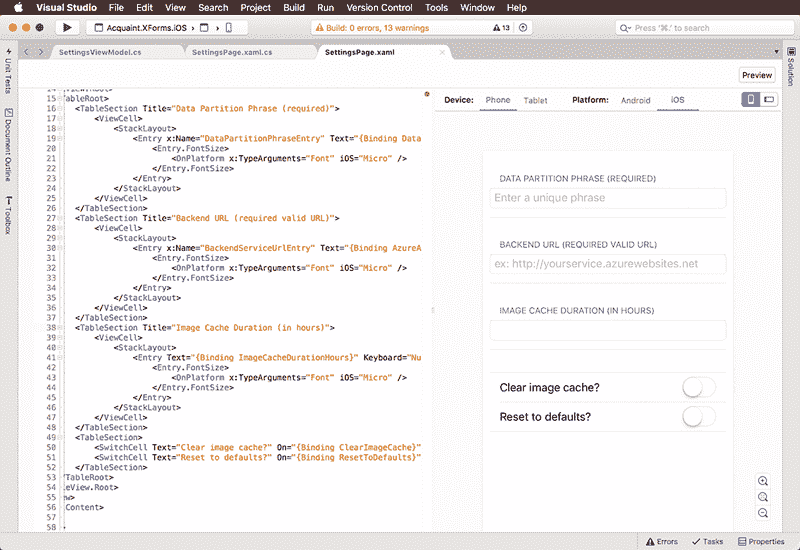 Visual Studio File Edit View Search Project Build Run Version Control Tools Window Help
Acquaint.XForms.iOS
Build: 0 errors, 13 warnings
13
Press '⌘.' to search
SettingsViewModel.cs
SettingsPage.xaml.cs
SettingsPage.xaml
Preview
Unit Tests
Document Outline
Toolbox
Solution
15 TableRoot>
16 <TableSection Title="Data Partition Phrase (required)">
17 <ViewCell>
18 <StackLayout>
19 <Entry x:Name="DataPartitionPhraseEntry" Text="{Binding Data
20 <Entry.FontSize>
21 <OnPlatform x:TypeArguments="Font" iOS="Micro" />
22 </Entry.FontSize>
23 </Entry>
24 </StackLayout>
25 </ViewCell>
26 </TableSection>
27 <TableSection Title="Backend URL (required valid URL)">
28 <ViewCell>
29 <StackLayout>
30 <Entry x:Name="BackendServiceUrlEntry" Text="{Binding AzureA
31 <Entry.FontSize>
32 <OnPlatform x:TypeArguments="Font" iOS="Micro" />
33 </Entry.FontSize>
34 </Entry>
35 </StackLayout>
36 </ViewCell>
37 </TableSection>
38 <TableSection Title="Image Cache Duration (in hours)">
39 <ViewCell>
40 <StackLayout>
41 <Entry Text="{Binding ImageCacheDurationHours}" Keyboard="Nu
42 <Entry.FontSize>
43 <OnPlatform x:TypeArguments="Font" iOS="Micro" />
44 </Entry.FontSize>
45 </Entry>
46 </StackLayout>
47 </ViewCell>
48 </TableSection>
49 <TableSection>
50 <SwitchCell Text="Clear image cache?" On="{Binding ClearImageCache}"
51 <SwitchCell Text="Reset to defaults?" On="{Binding ResetToDefaults}"
52 </TableSection>
53 /TableRoot>
54 leView.Root>
55 ew>
56 Content>
57
58
Device: Phone Tablet Platform: Android iOS
DATA PARTITION PHRASE (REQUIRED)
Enter a unique phrase
BACKEND URL (REQUIRED VALID URL)
ex: http://yourservice.azurewebsites.net
IMAGE CACHE DURATION (IN HOURS)
Clear image cache?
Reset to defaults?
Errors Tasks Properties